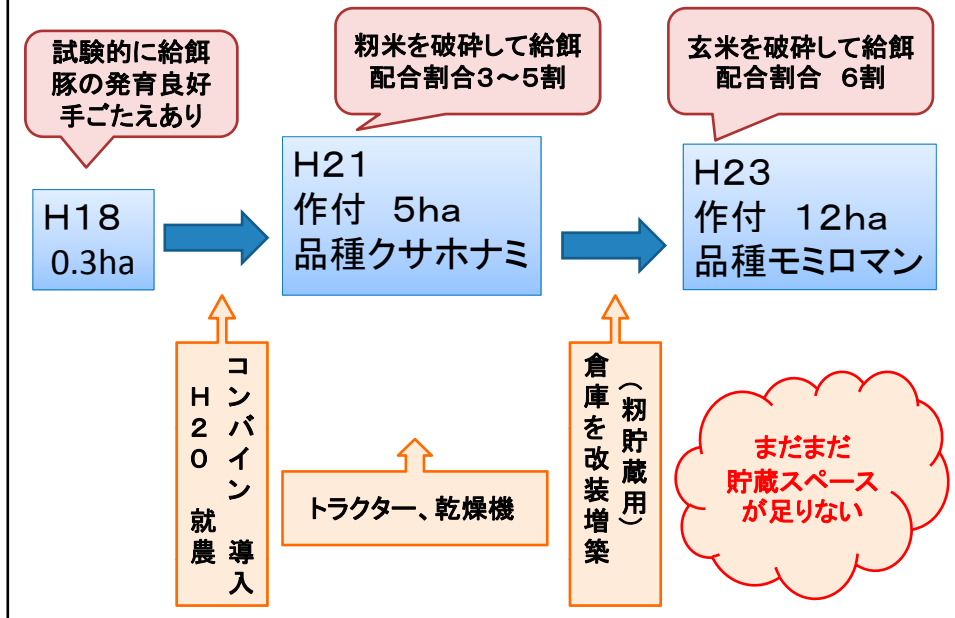 試験的に給餌
豚の発育良好
手ごたえあり
籾米を破砕して給餌
配合割合３～５割
玄米を破砕して給餌
配合割合　６割
Ｈ１８
0.3ha
Ｈ２１
作付　５ha
品種クサホナミ
Ｈ２３
作付　１２ha
品種モミロマン
コンバイン　導入
Ｈ２０　就農
トラクター、乾燥機
（籾貯蔵用）
倉庫を改装増築
まだまだ
貯蔵スペース
が足りない